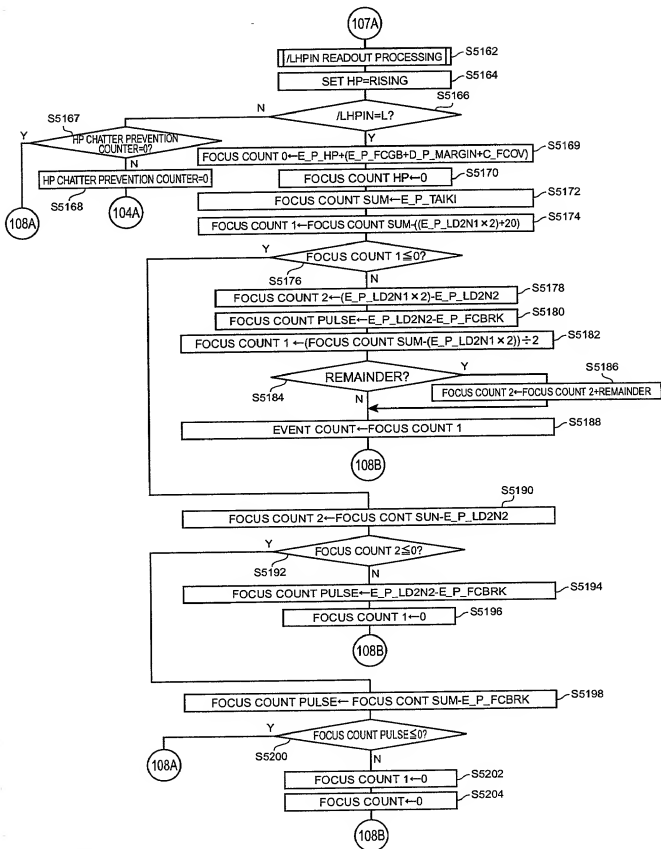 107A
/LHPIN READOUT PROCESSING
S5162
SET HP=RISING
S5164
S5166
/LHPIN=L?
N
Y
S5167
HP CHATTER PREVENTION
COUNTER=0?
Y
N
HP CHATTER PREVENTION COUNTER=0
S5168
108A
104A
FOCUS COUNT 0←E_P_HP+(E_P_FCGB+D_P_MARGIN+C_FCOV)
S5169
FOCUS COUNT HP←0
S5170
FOCUS COUNT SUM←E_P_TAIKI
S5172
FOCUS COUNT 1←FOCUS COUNT SUM-((E_P_LD2N1×2)+20)
S5174
Y
FOCUS COUNT 1≦0?
S5176
N
FOCUS COUNT 2←(E_P_LD2N1×2)-E_P_LD2N2
S5178
FOCUS COUNT PULSE←E_P_LD2N2-E_P_FCBRK
S5180
FOCUS COUNT 1 ←(FOCUS COUNT SUM-(E_P_LD2N1×2))÷2
S5182
REMAINDER?
Y
S5184
N
S5186
FOCUS COUNT 2←FOCUS COUNT 2+REMAINDER
EVENT COUNT←FOCUS COUNT 1
S5188
108B
S5190
FOCUS COUNT 2←FOCUS CONT SUN-E_P_LD2N2
Y
FOCUS COUNT 2≦0?
S5192
N
FOCUS COUNT PULSE←E_P_LD2N2-E_P_FCBRK
S5194
FOCUS COUNT 1←0
S5196
108B
FOCUS COUNT PULSE← FOCUS CONT SUM-E_P_FCBRK
S5198
Y
FOCUS COUNT PULSE≦0?
S5200
108A
N
FOCUS COUNT 1←0
S5202
FOCUS COUNT←0
S5204
108B